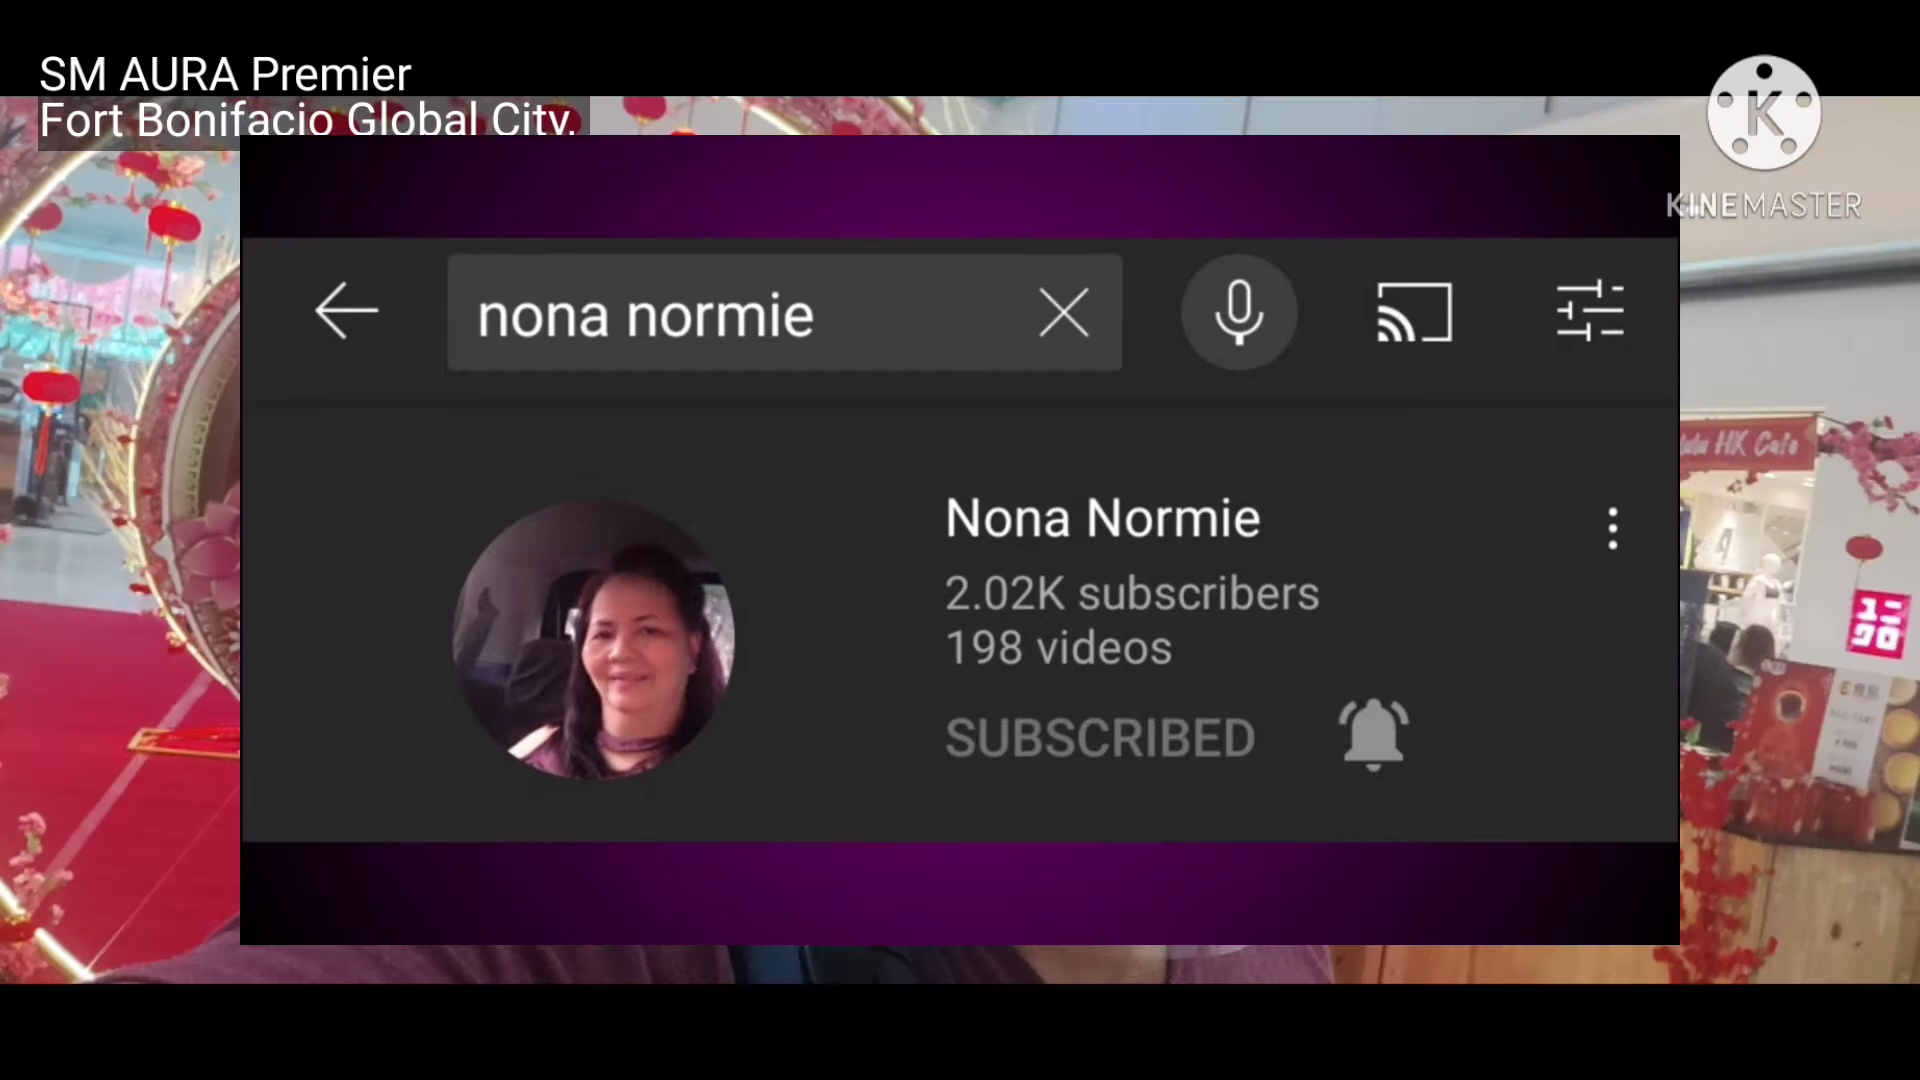 SM AURA Premier
Fort Bonifacio Global City.
K
KINEMASTER
nona normie
Nona Normie
2.02K subscribers
198 videos
SUBSCRIBED
HK Cafe